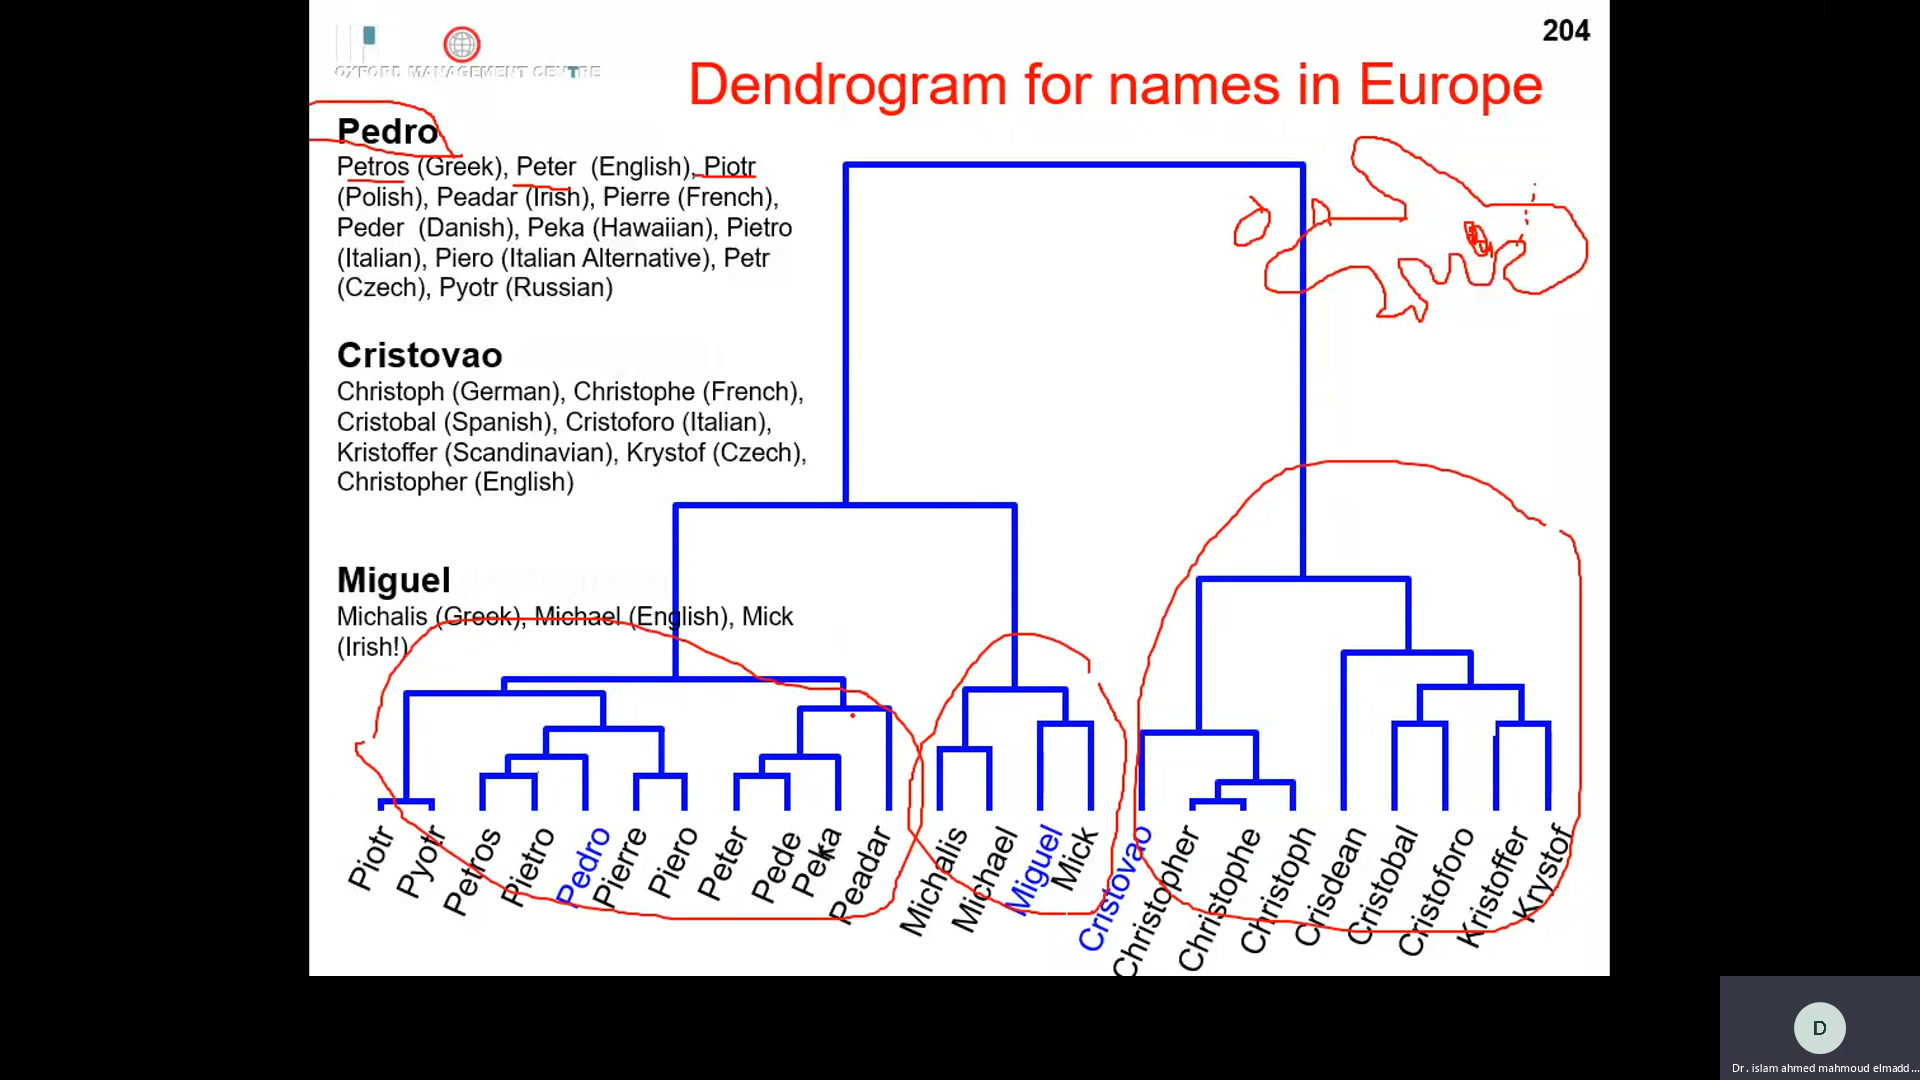 204
OXFORD MANAGEMENT CENTRE
Dendrogram for names in Europe
Pedro
Petros (Greek), Peter (English), Piotr
(Polish), Peadar (Irish), Pierre (French),
Peder (Danish), Peka (Hawaiian), Pietro
(Italian), Piero (Italian Alternative), Petr
(Czech), Pyotr (Russian)
Cristovao
Christoph (German), Christophe (French),
Cristobal (Spanish), Cristoforo (Italian),
Kristoffer (Scandinavian), Krystof (Czech),
Christopher (English)
Miguel
Michalis (Greek), Michael (English), Mick
(Irish!)
Piotr
Pyotr
Petros
Pietro
Pedro
Pierre
Piero
Peter
Pede
Peka
Peadar
Michalis
Michael
Miguel
Mick
Cristovao
Christopher
Christophe
Christoph
Crisdean
Cristobal
Cristoforo
Kristoffer
Krystof
D
Dr. islam ahmed mahmoud elmadd...